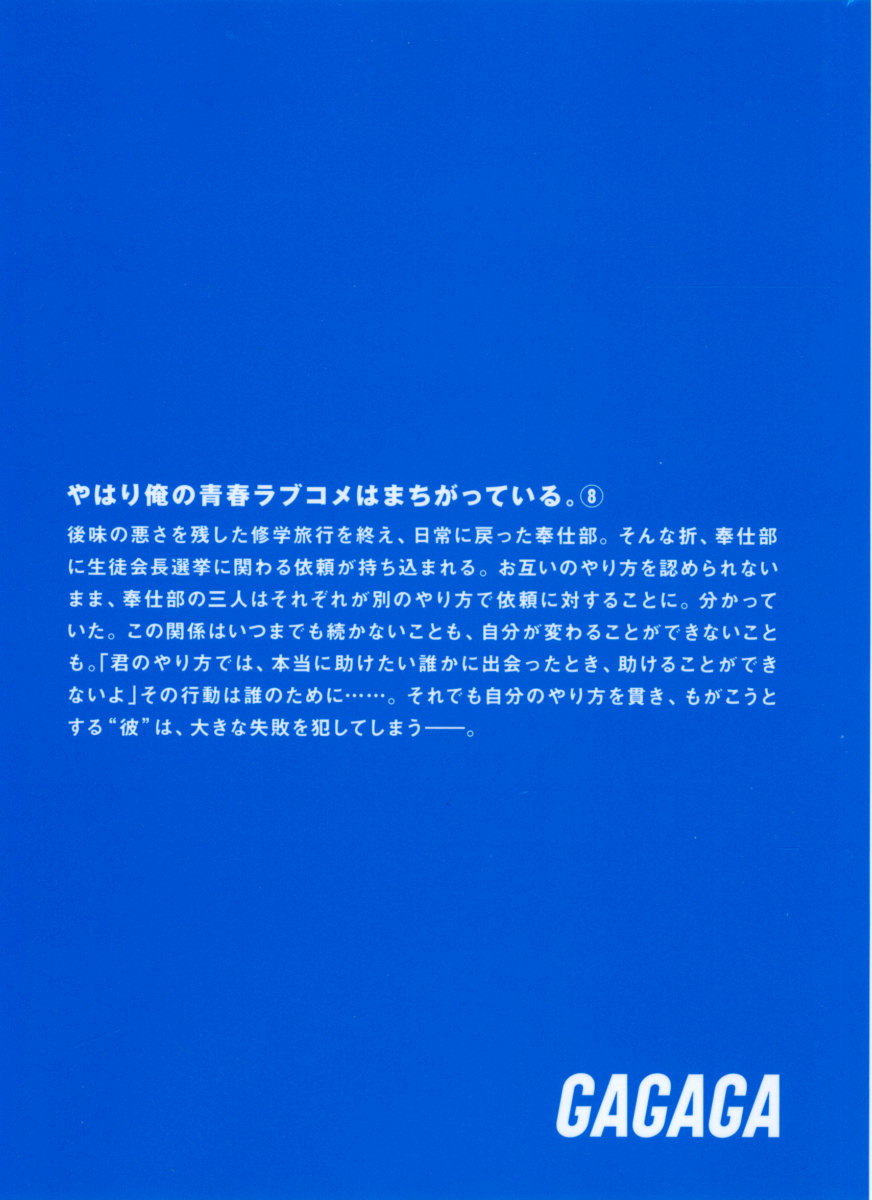 やはり俺の青春ラブコメはまちがっている。⑧
後味の悪さを残した修学旅行を終え、日常に戻った奉仕部。そんな折、奉仕部
に生徒会長選挙に関わる依頼が持ち込まれる。お互いのやり方を認められない
まま、奉仕部の三人はそれぞれが別のやり方で依頼に対することに。分かって
いた。この関係はいつまでも続かないことも、自分が変わることができないこと
も。「君のやり方では、本当に助けたい誰かに出会ったとき、助けることができ
ないよ」その行動は誰のために……。それでも自分のやり方を貫き、もがこうと
する“彼”は、大きな失敗を犯してしまう――。
GAGAGA